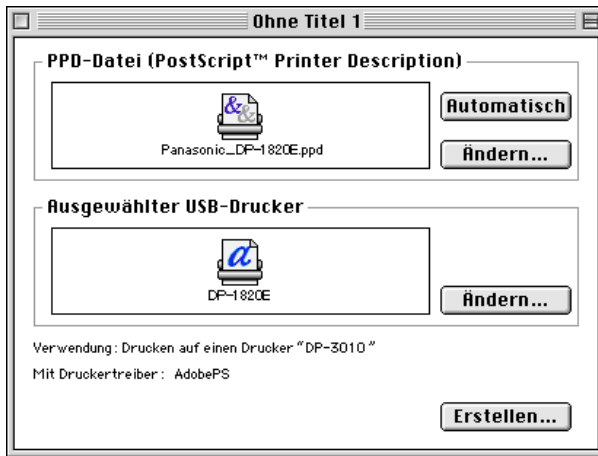 Ohne Titel 1
PPD-Datei (PostScript™ Printer Description)
Panasonic_DP-1820E.ppd
Automatisch
Ändern...
Ausgewählter USB-Drucker
DP-1820E
Ändern...
Verwendung: Drucken auf einen Drucker "DP-3010 "
Mit Druckertreiber: AdobePS
Erstellen...